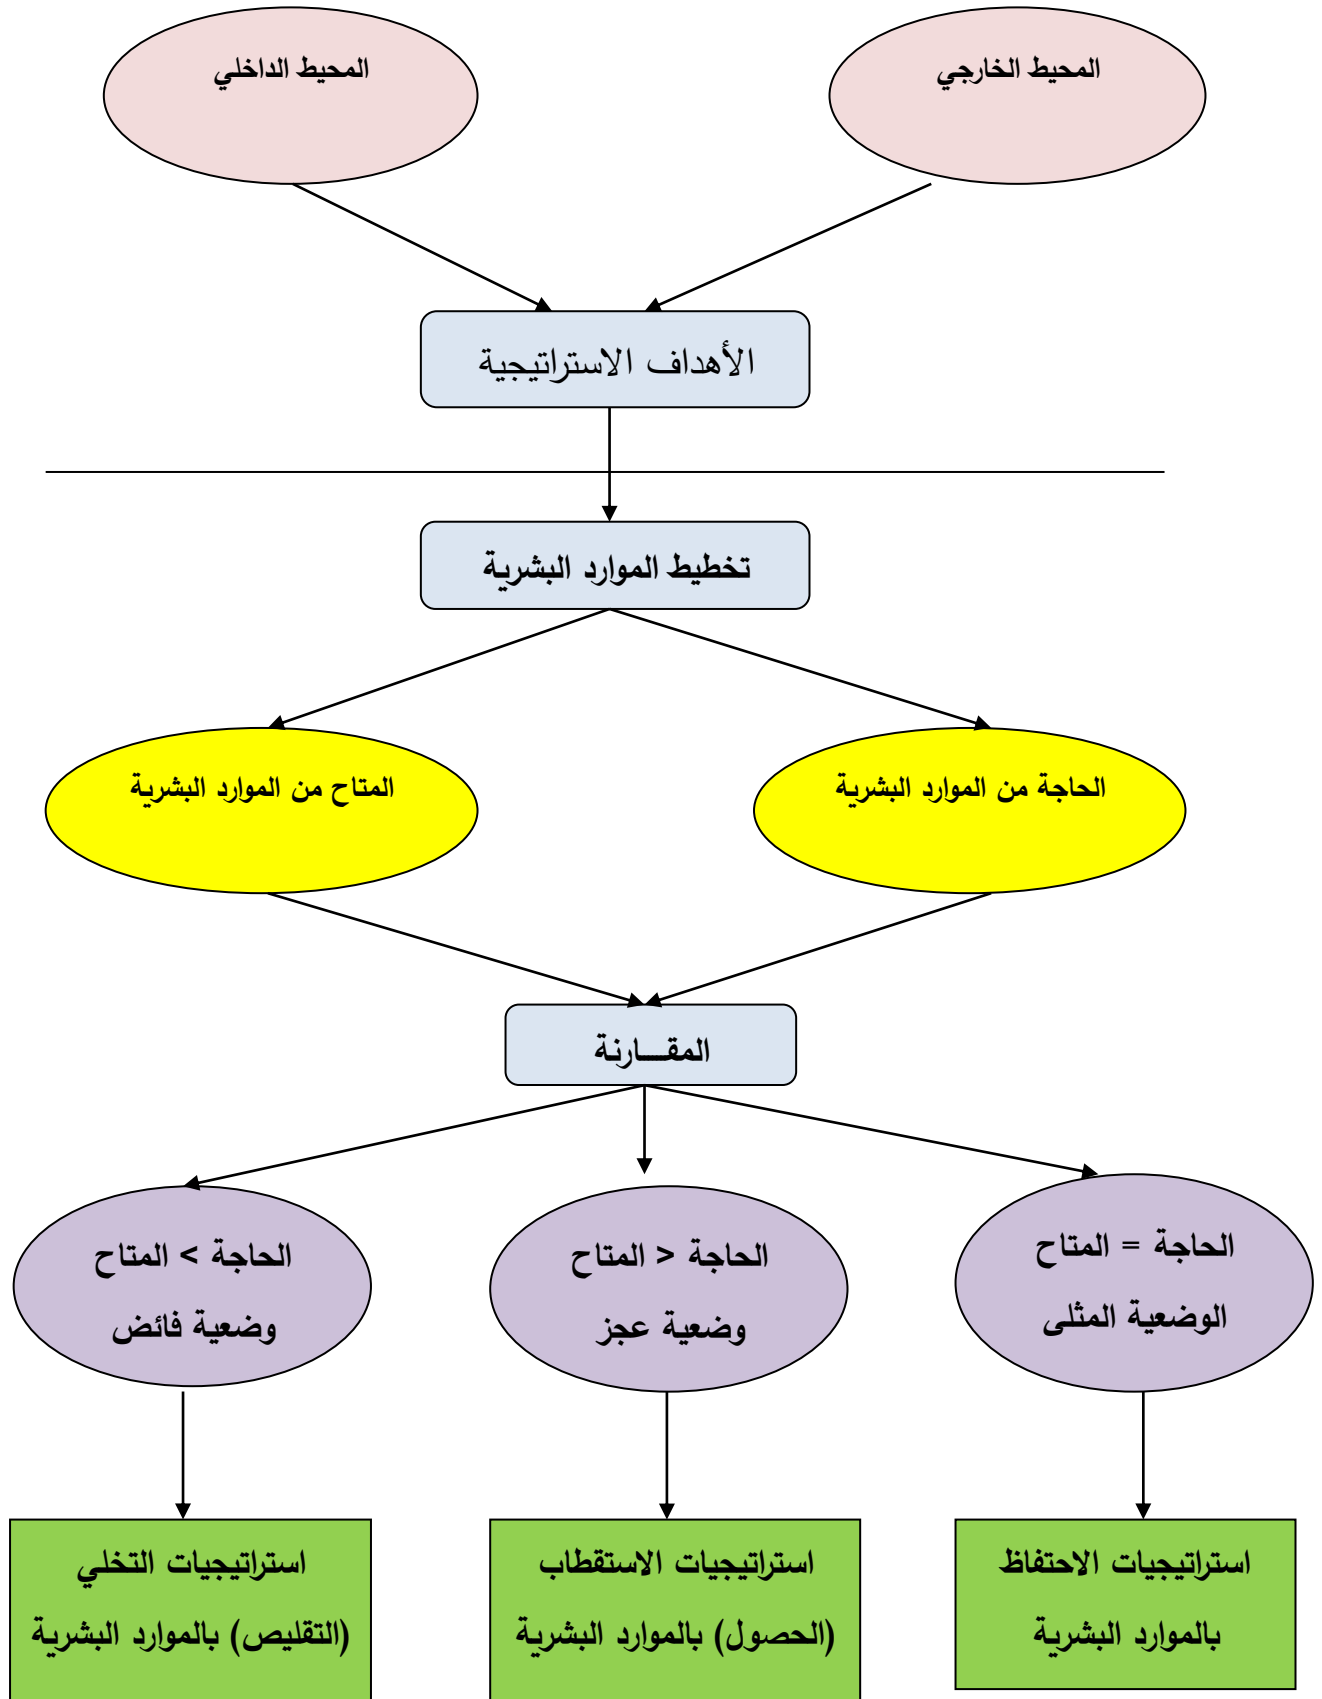 المحيط الخارجي
المحيط الداخلي
الأهداف الاستراتيجية
تخطيط الموارد البشرية
الحاجة من الموارد البشرية
المتاح من الموارد البشرية
المقـــارنة
الحاجة = المتاح
الوضعية المثلى
الحاجة > المتاح
وضعية عجز
الحاجة < المتاح
وضعية فائض
استراتيجيات الاحتفاظ
بالموارد البشرية
استراتيجيات الاستقطاب
(الحصول) بالموارد البشرية
استراتيجيات التخلي
(التقليص) بالموارد البشرية